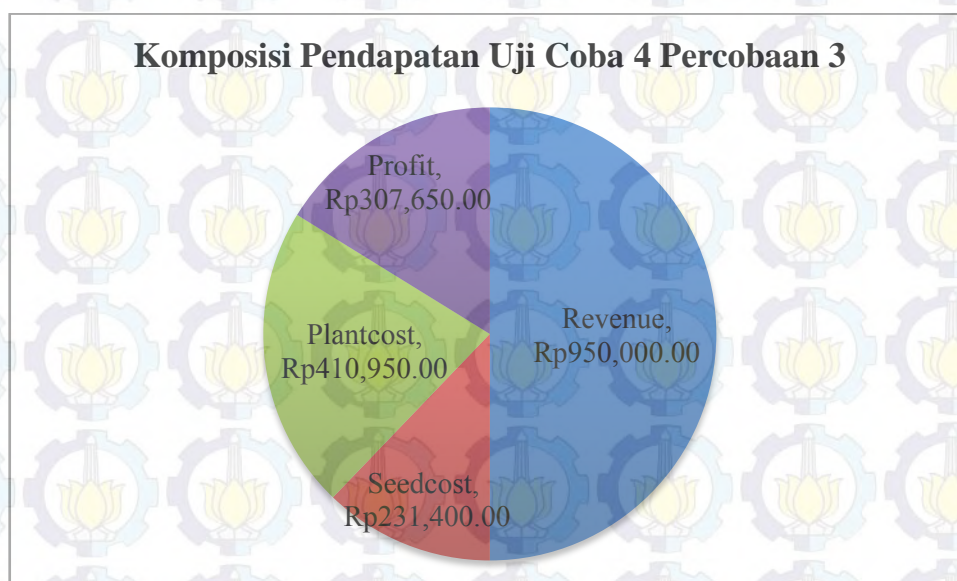 Komposisi Pendapatan Uji Coba 4 Percobaan 3
Profit,
Rp307,650.00
Revenue,
Rp950,000.00
Plantcost,
Rp410,950.00
Seedcost,
Rp231,400.00